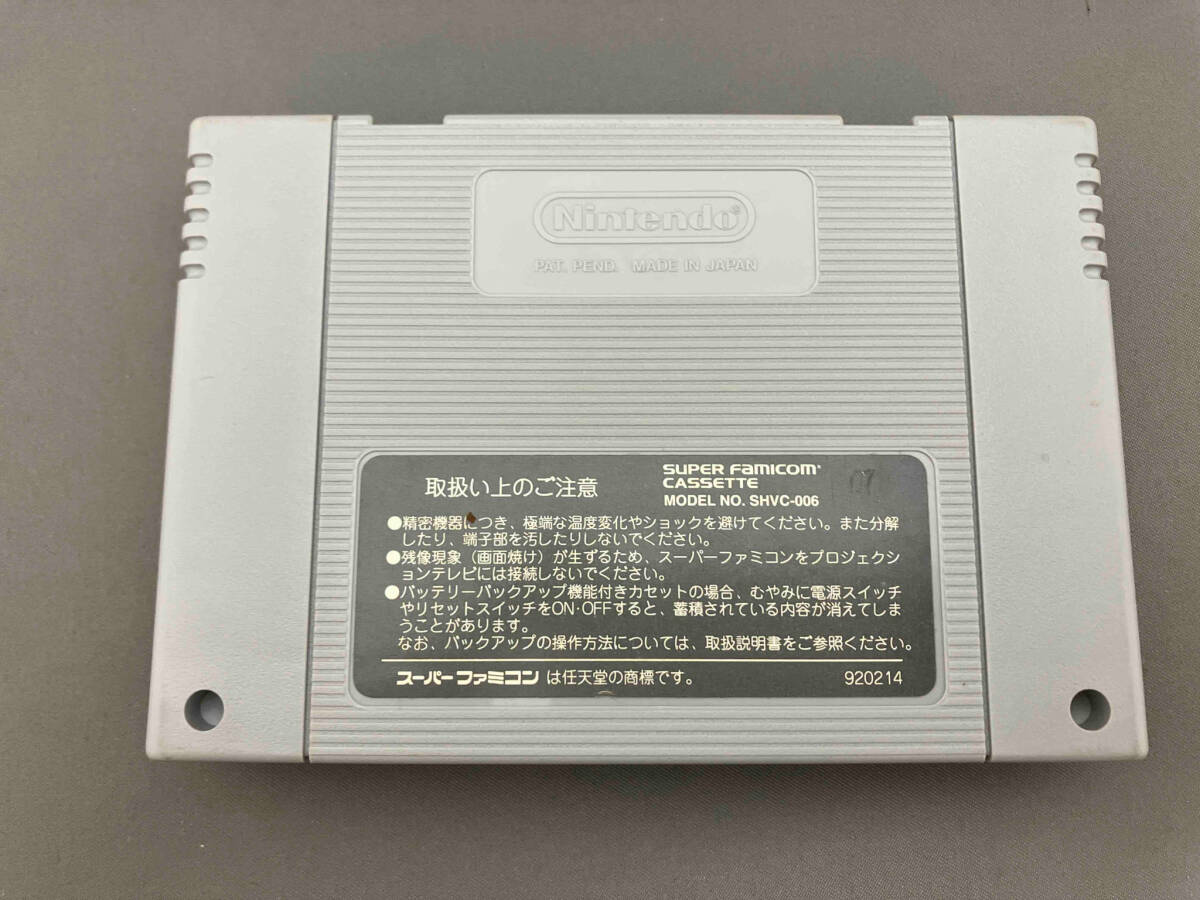 Nintendo®
PAT. PEND. MADE IN JAPAN
取扱い上のご注意
SUPER FAMICOM
CASSETTE
MODEL NO. SHVC-006
07
●精密機器につき、極端な温度変化やショックを避けてください。また分解
したり、端子部を汚したりしないでください。
●残像現象（画面焼け）が生ずるため、スーパーファミコンをプロジェクシ
ョンテレビには接続しないでください。
●バッテリーバックアップ機能付きカセットの場合、むやみに電源スイッチ
やリセットスイッチをON・OFFすると、蓄積されている内容が消えてしま
うことがあります。
なお、バックアップの操作方法については、取扱説明書をご参照ください。
スーパーファミコンは任天堂の商標です。
920214